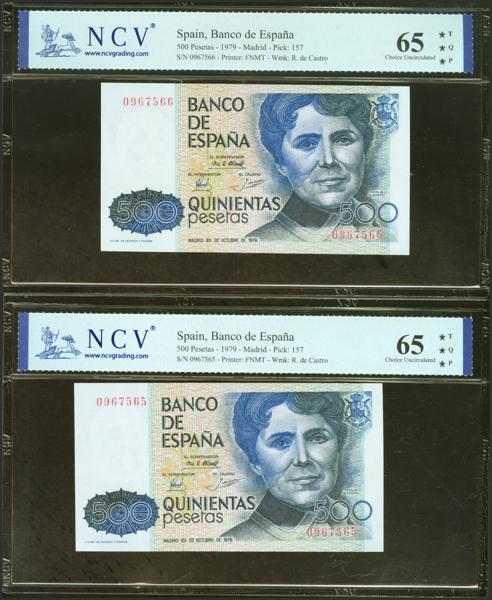 NCV®
www.ncvgrading.com
Spain, Banco de España
500 Pesetas - 1979 - Madrid - Pick: 157
S/N 0967566 - Printer: FNMT - Wmk: R. de Castro
65
Choice Uncirculated
★ T
★ Q
★ P
0967566
BANCO
DE
ESPAÑA
EL GOBERNADOR
EL INTERVENTOR
EL CAJERO
500
QUINIENTAS
pesetas
500
0967566
MADRID 23 DE OCTUBRE DE 1979
NCV®
www.ncvgrading.com
Spain, Banco de España
500 Pesetas - 1979 - Madrid - Pick: 157
S/N 0967565 - Printer: FNMT - Wmk: R. de Castro
65
Choice Uncirculated
★ T
★ Q
★ P
0967565
BANCO
DE
ESPAÑA
EL GOBERNADOR
EL INTERVENTOR
EL CAJERO
500
QUINIENTAS
pesetas
500
0967565
MADRID 23 DE OCTUBRE DE 1979